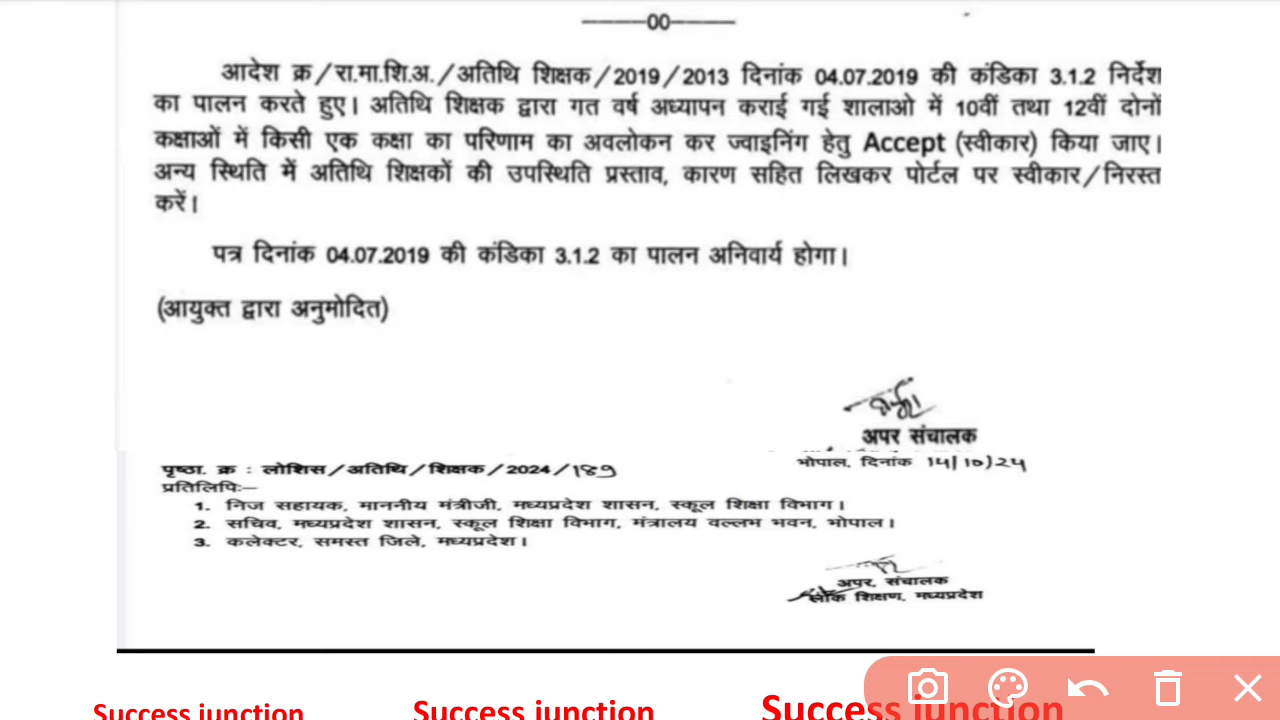 ——00——
आदेश क्र/रा.मा.शि.अ./अतिथि शिक्षक/2019/2013 दिनांक 04.07.2019 की कंडिका 3.1.2 निर्देश
का पालन करते हुए। अतिथि शिक्षक द्वारा गत वर्ष अध्यापन कराई गई शालाओ में 10वीं तथा 12वीं दोनों
कक्षाओं में किसी एक कक्षा का परिणाम का अवलोकन कर ज्वाइनिंग हेतु Accept (स्वीकार) किया जाए।
अन्य स्थिति में अतिथि शिक्षकों की उपस्थिति प्रस्ताव, कारण सहित लिखकर पोर्टल पर स्वीकार/निरस्त
करें।
पत्र दिनांक 04.07.2019 की कंडिका 3.1.2 का पालन अनिवार्य होगा।
(आयुक्त द्वारा अनुमोदित)
अपर संचालक
पृष्ठा. क्र : लोशिस/अतिथि/शिक्षक/2024/189 भोपाल, दिनांक 14/10/24
प्रतिलिपिः—
1. निज सहायक, माननीय मंत्रीजी, मध्यप्रदेश शासन, स्कूल शिक्षा विभाग।
2. सचिव, मध्यप्रदेश शासन, स्कूल शिक्षा विभाग, मंत्रालय वल्लभ भवन, भोपाल।
3. कलेक्टर, समस्त जिले, मध्यप्रदेश।
अपर, संचालक
लोक शिक्षण, मध्यप्रदेश
Success junction Success junction Success junction